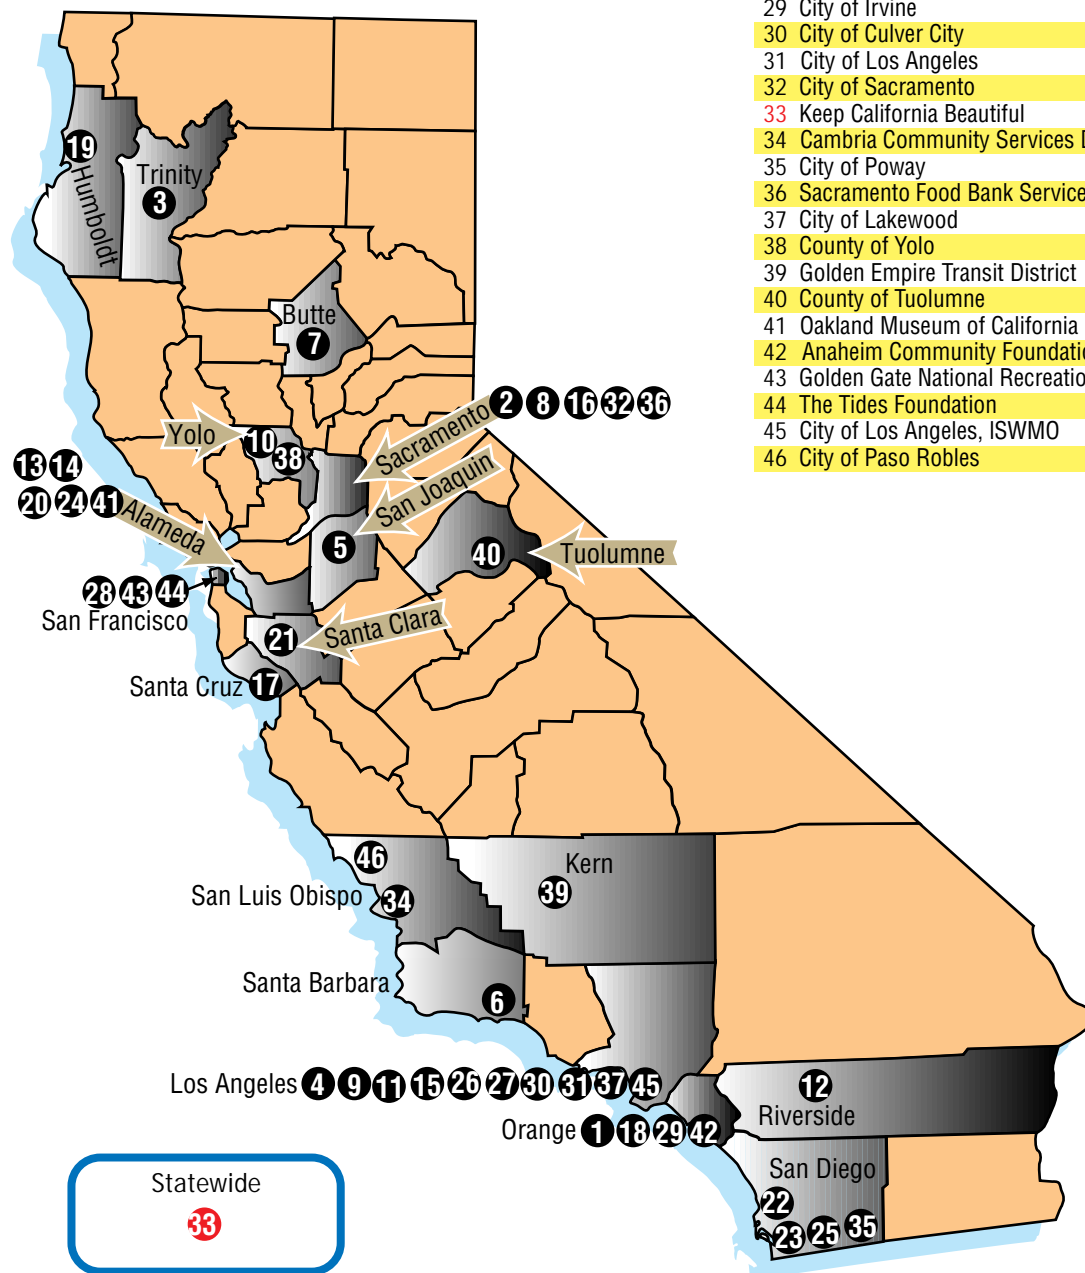 29 City of Irvine
30 City of Culver City
31 City of Los Angeles
32 City of Sacramento
33 Keep California Beautiful
34 Cambria Community Services
35 City of Poway
36 Sacramento Food Bank Service
37 City of Lakewood
38 County of Yolo
39 Golden Empire Transit District
40 County of Tuolumne
41 Oakland Museum of California
42 Anaheim Community Foundatio
43 Golden Gate National Recreatio
44 The Tides Foundation
45 City of Los Angeles, ISWMO
46 City of Paso Robles
19
Humboldt
Trinity
3
Butte
7
Yolo
10
38
Sacramento
2 8 16 32 36
San Joaquin
5
13 14
20 24 41
Alameda
40
Tuolumne
28 43 44
San Francisco
21
Santa Clara
Santa Cruz 17
46
San Luis Obispo 34
Kern
39
Santa Barbara
6
Los Angeles 4 9 11 15 26 27 30 31 37 45
Orange 1 18 29 42
12
Riverside
San Diego
22
23 25 35
Statewide
33